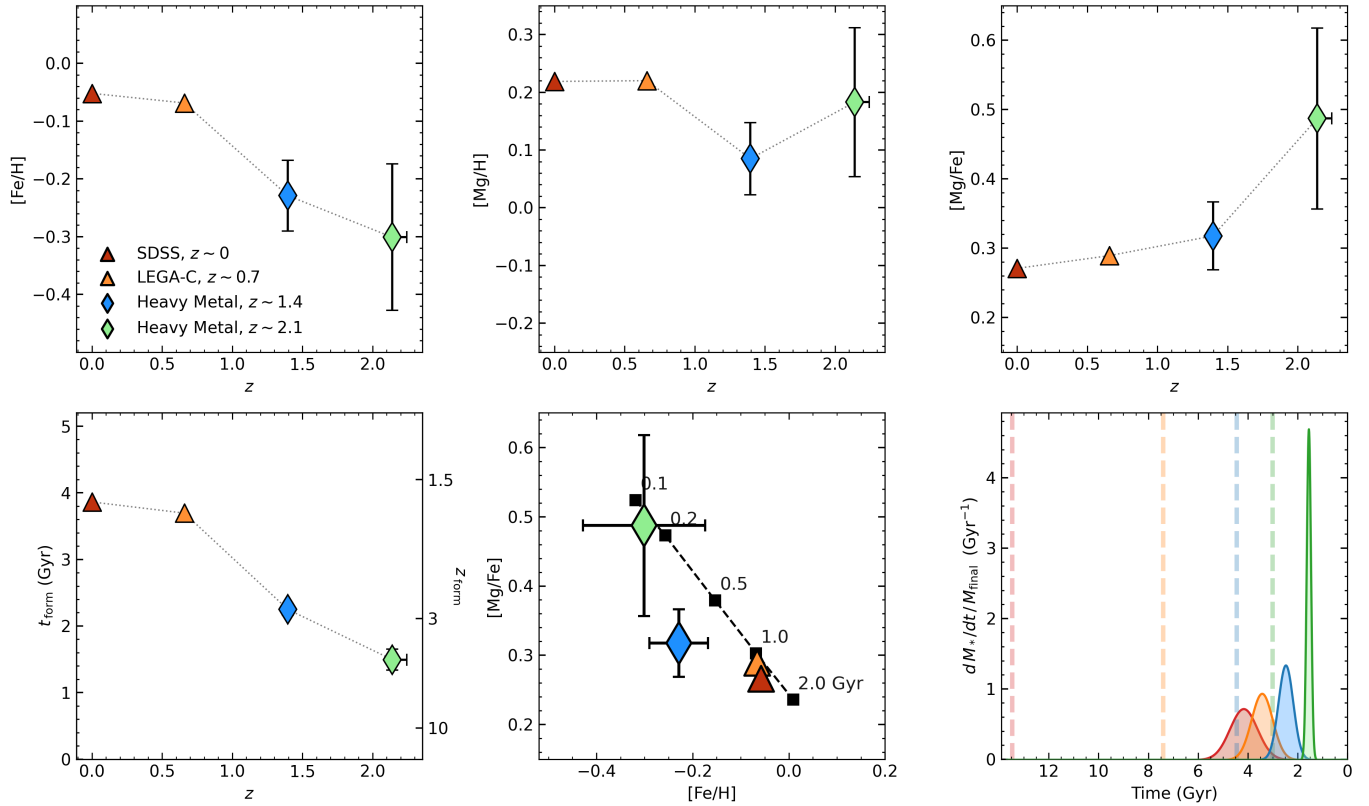 0.0
−0.1
−0.2
−0.3
−0.4
[Fe/H]
SDSS, z ∼ 0
LEGA-C, z ∼ 0.7
Heavy Metal, z ∼ 1.4
Heavy Metal, z ∼ 2.1
0.0 0.5 1.0 1.5 2.0
z
0.3
0.2
0.1
0.0
−0.1
−0.2
[Mg/H]
0.0 0.5 1.0 1.5 2.0
z
0.6
0.5
0.4
0.3
0.2
[Mg/Fe]
0.0 0.5 1.0 1.5 2.0
z
5
4
3
2
1
0
t_form (Gyr)
1.5
3
10
z_form
0.0 0.5 1.0 1.5 2.0
z
0.6
0.5
0.4
0.3
0.2
[Mg/Fe]
0.1
0.2
0.5
1.0
2.0 Gyr
−0.4 −0.2 0.0 0.2
[Fe/H]
4
3
2
1
0
dM_*/dt/M_final (Gyr⁻¹)
12 10 8 6 4 2 0
Time (Gyr)